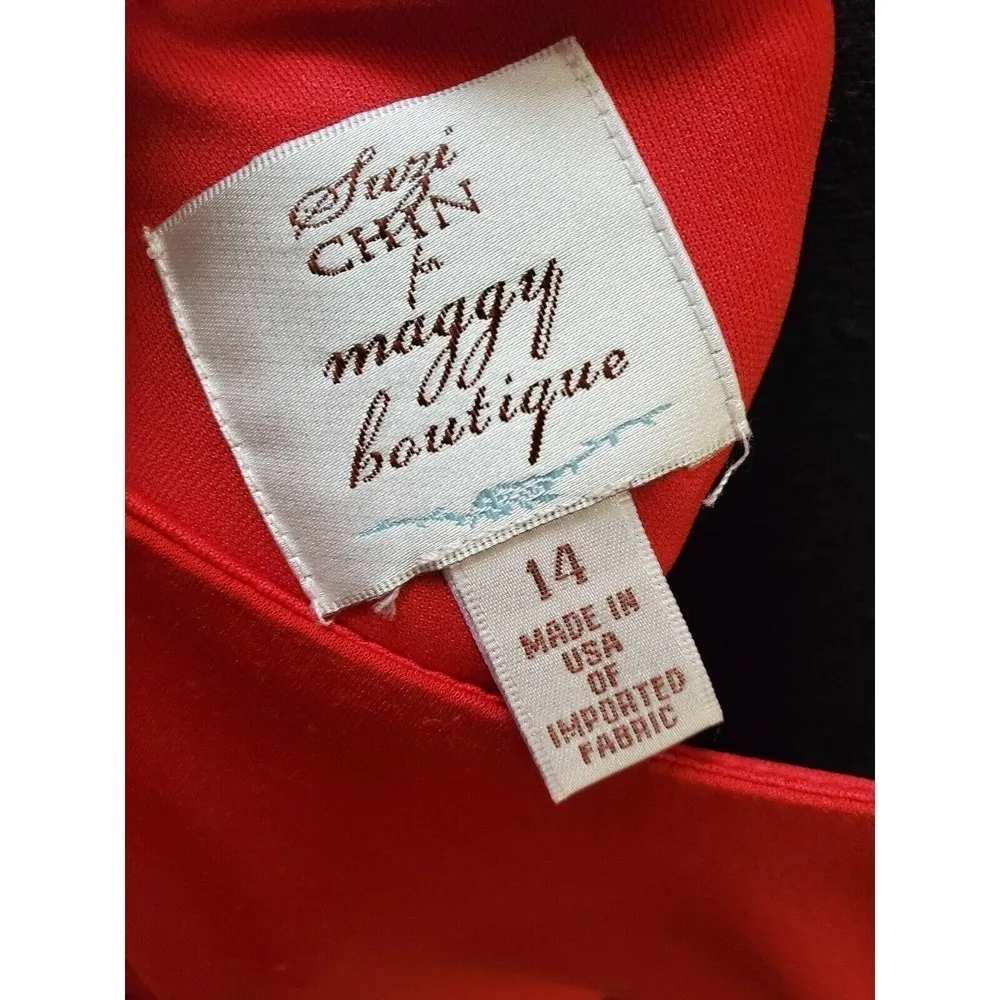 Suzi
CHIN
for
maggy
boutique
14
MADE IN
USA
OF
IMPORTED
FABRIC